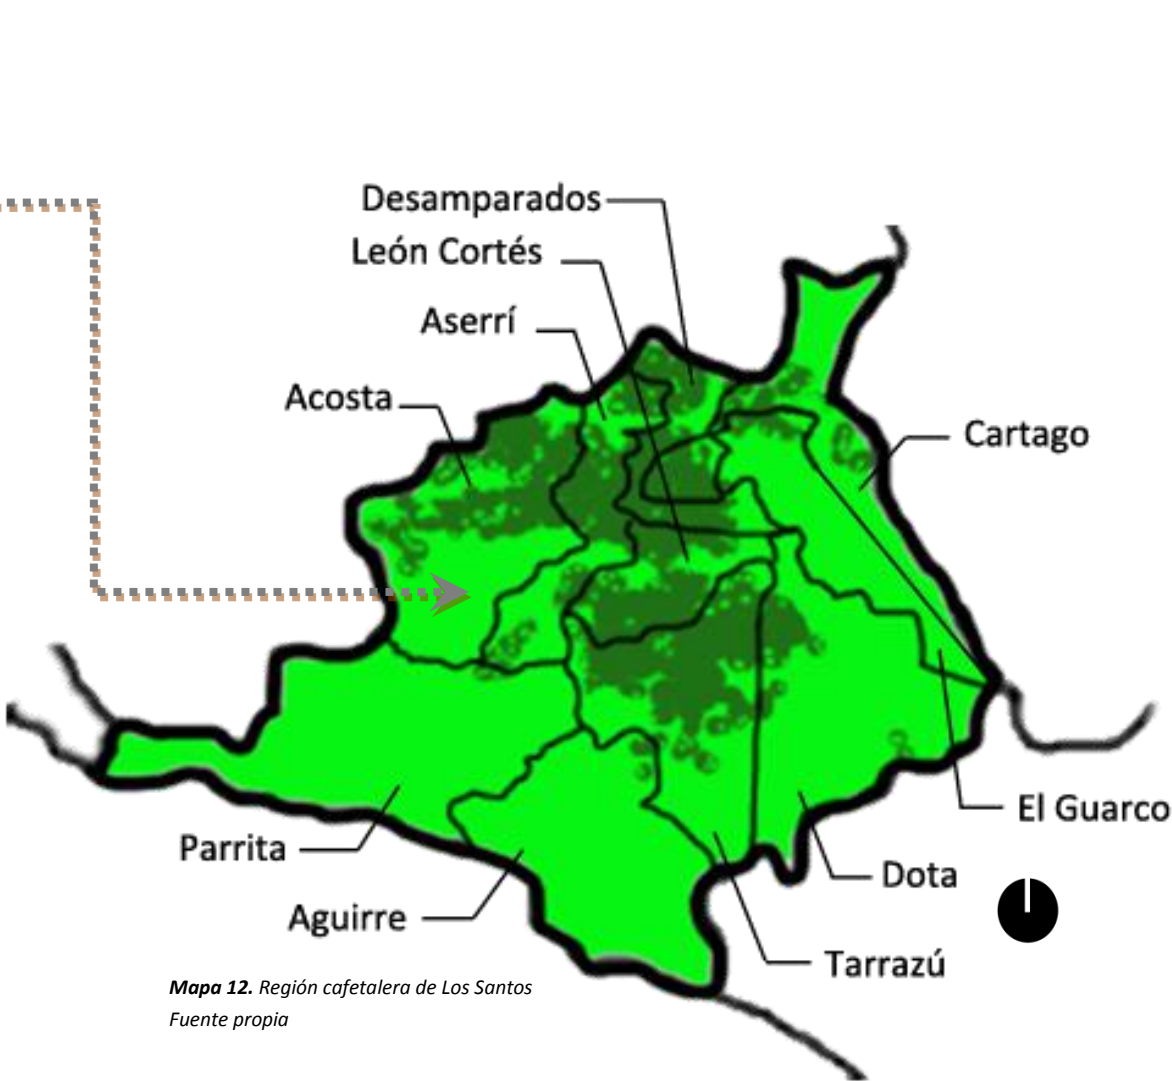 Desamparados
León Cortés
Aserrí
Acosta
Cartago
El Guarco
Parrita
Dota
Aguirre
Tarrazú
Mapa 12. Región cafetalera de Los Santos
Fuente propia